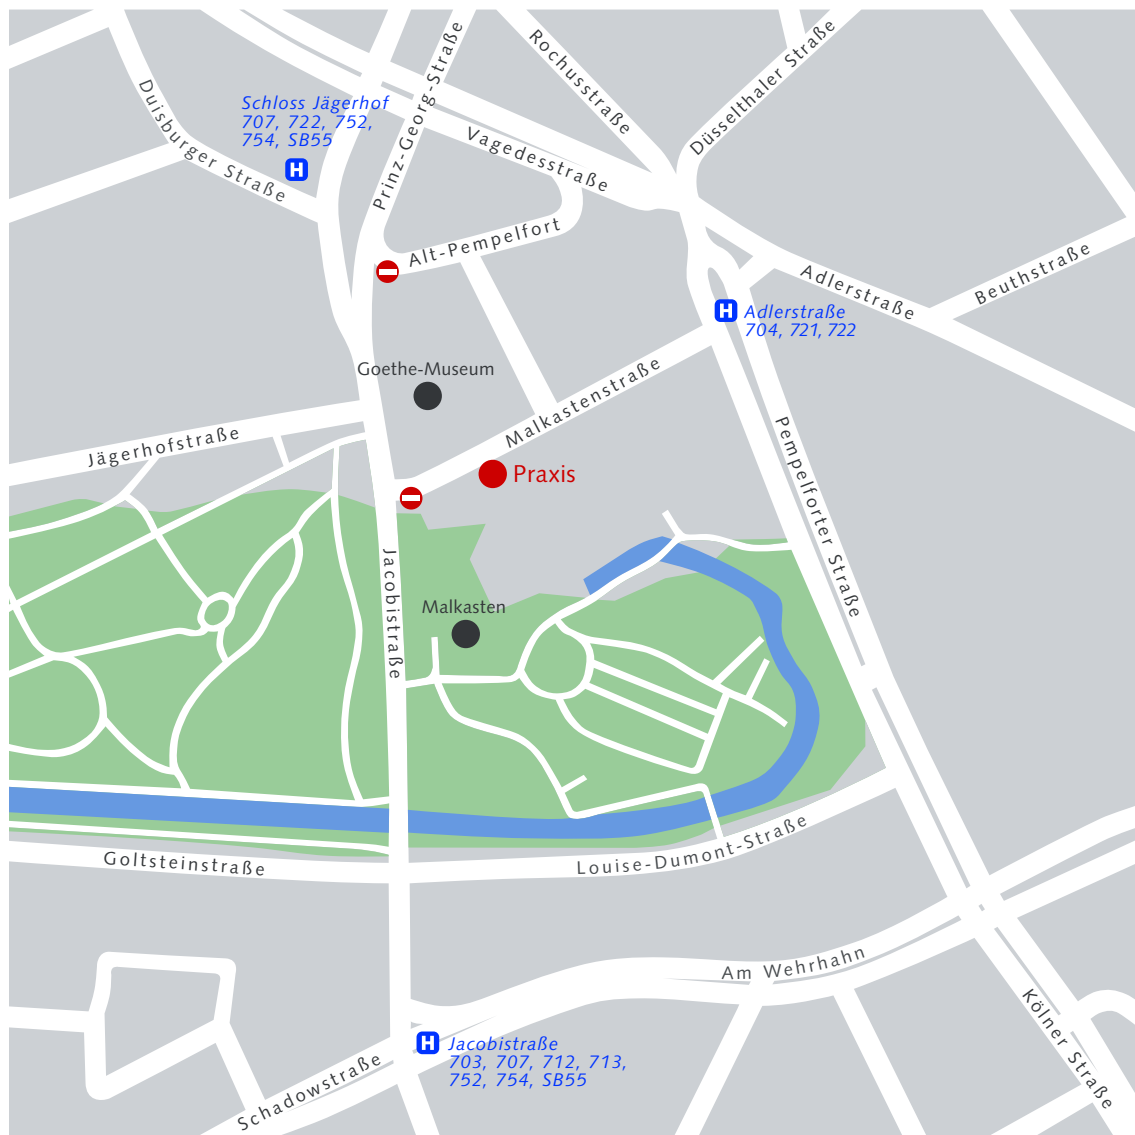 Rochusstraße
Düsselthaler Straße
Prinz-Georg-Straße
Duisburger Straße
Schloss Jägerhof
707, 722, 752,
754, SB55
H
Vagedesstraße
Alt-Pempelfort
Adlerstraße
Beuthstraße
H
Adlerstraße
704, 721, 722
Goethe-Museum
Malkastenstraße
Jägerhofstraße
Praxis
Pempelforter Straße
Jacobistraße
Malkasten
Goltsteinstraße
Louise-Dumont-Straße
Am Wehrhahn
Kölner Straße
H
Jacobistraße
703, 707, 712, 713,
752, 754, SB55
Schadowstraße